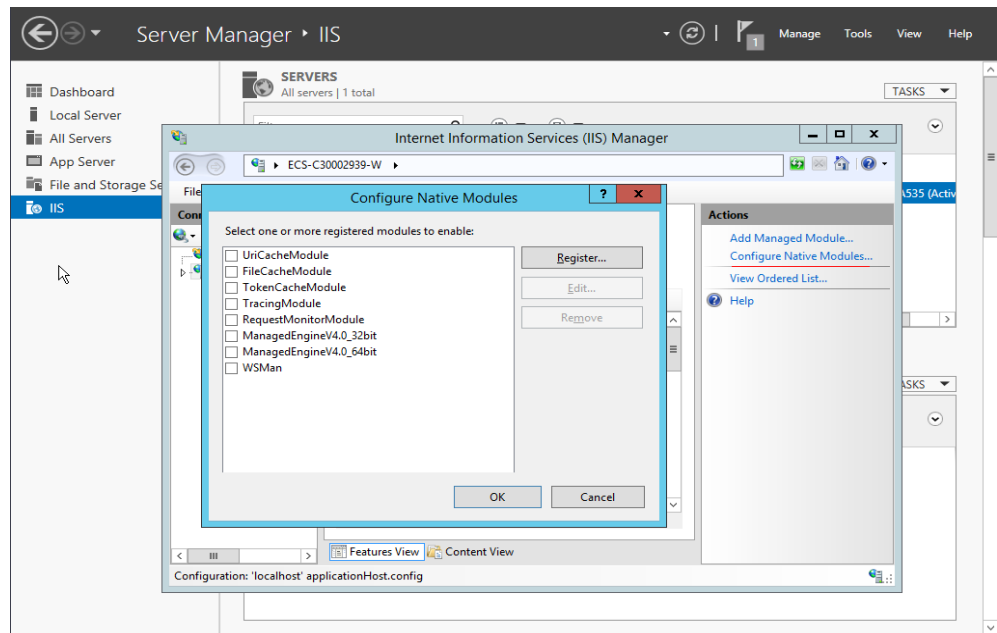 Server Manager ‣ IIS
1
Manage
Tools
View
Help
Dashboard
Local Server
All Servers
App Server
File and Storage Se
IIS
SERVERS
All servers | 1 total
TASKS
Internet Information Services (IIS) Manager
ECS-C30002939-W
File
A535 (Activ
Configure Native Modules
? x
Select one or more registered modules to enable:
UriCacheModule
FileCacheModule
TokenCacheModule
TracingModule
RequestMonitorModule
ManagedEngineV4.0_32bit
ManagedEngineV4.0_64bit
WSMan
Register...
Edit...
Remove
OK
Cancel
Actions
Add Managed Module...
Configure Native Modules...
View Ordered List...
Help
ASKS
Features View
Content View
Configuration: 'localhost' applicationHost.config